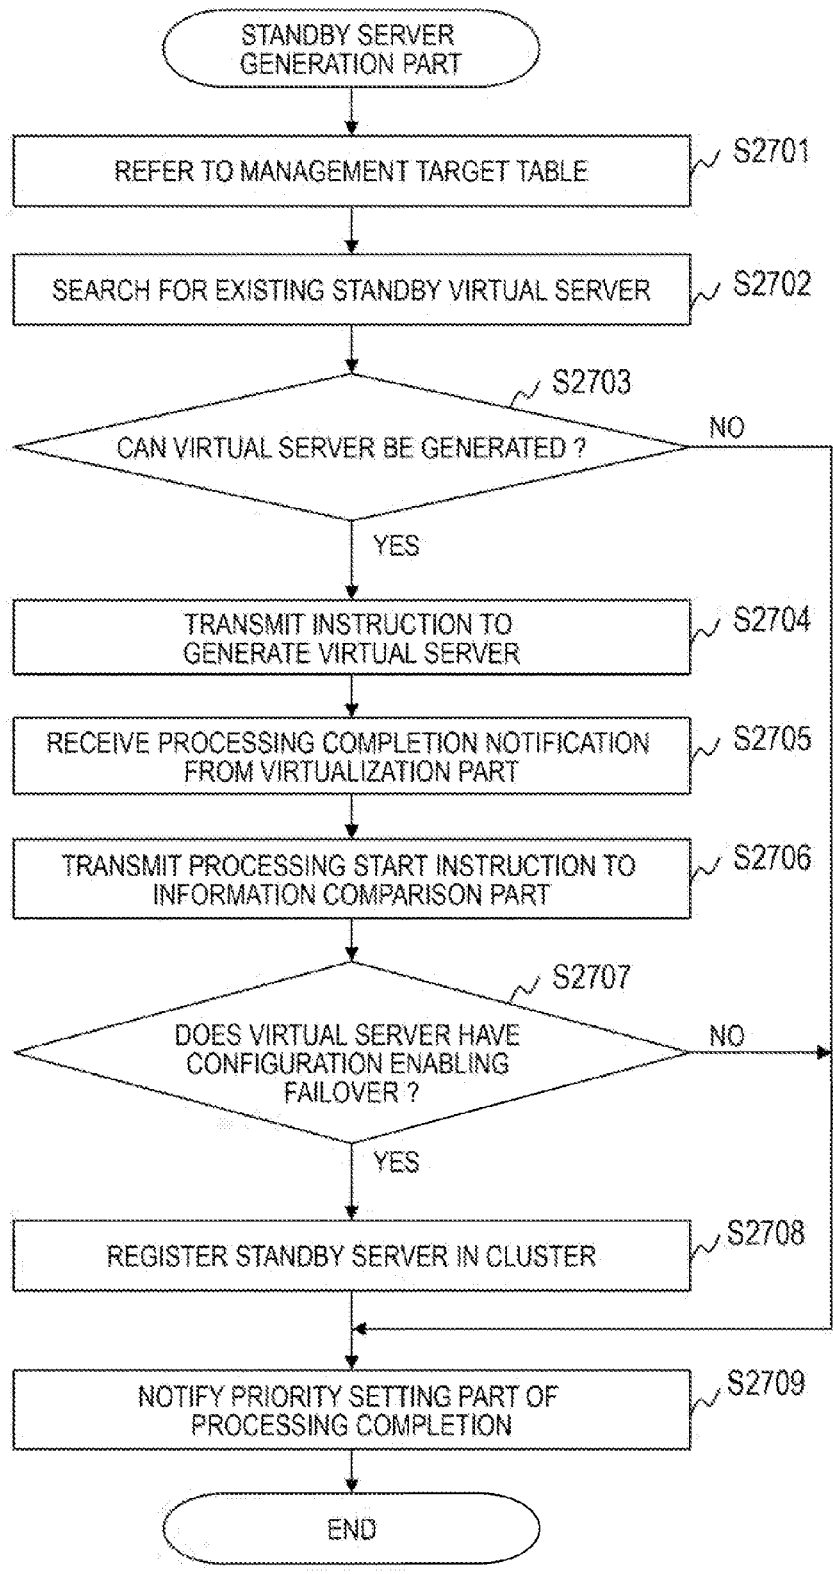 STANDBY SERVER
GENERATION PART
REFER TO MANAGEMENT TARGET TABLE
S2701
SEARCH FOR EXISTING STANDBY VIRTUAL SERVER
S2702
S2703
CAN VIRTUAL SERVER BE GENERATED ?
NO
YES
TRANSMIT INSTRUCTION TO
GENERATE VIRTUAL SERVER
S2704
RECEIVE PROCESSING COMPLETION NOTIFICATION
FROM VIRTUALIZATION PART
S2705
TRANSMIT PROCESSING START INSTRUCTION TO
INFORMATION COMPARISON PART
S2706
S2707
DOES VIRTUAL SERVER HAVE
CONFIGURATION ENABLING
FAILOVER ?
NO
YES
REGISTER STANDBY SERVER IN CLUSTER
S2708
NOTIFY PRIORITY SETTING PART OF
PROCESSING COMPLETION
S2709
END